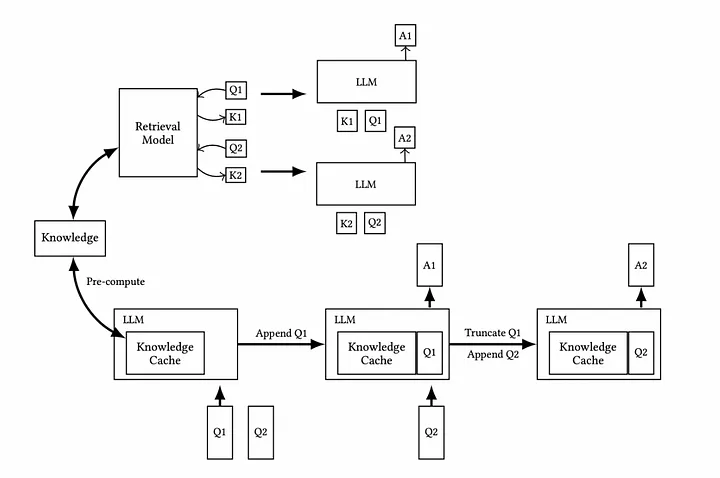 A1
Q1
LLM
Retrieval
Model
K1
K1
Q1
Q2
A2
K2
LLM
K2
Q2
Knowledge
Pre-compute
A1
A2
LLM
LLM
LLM
Append Q1
Truncate Q1
Append Q2
Knowledge
Cache
Knowledge
Cache
Q1
Knowledge
Cache
Q2
Q1
Q2
Q2